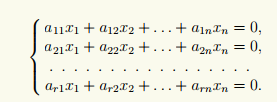 a₁₁x₁ + a₁₂x₂ + . . . + a₁ₙxₙ = 0,
a₂₁x₁ + a₂₂x₂ + . . . + a₂ₙxₙ = 0,
. . . . . . . . . . . . . . . . .
aᵣ₁x₁ + aᵣ₂x₂ + . . . + aᵣₙxₙ = 0.